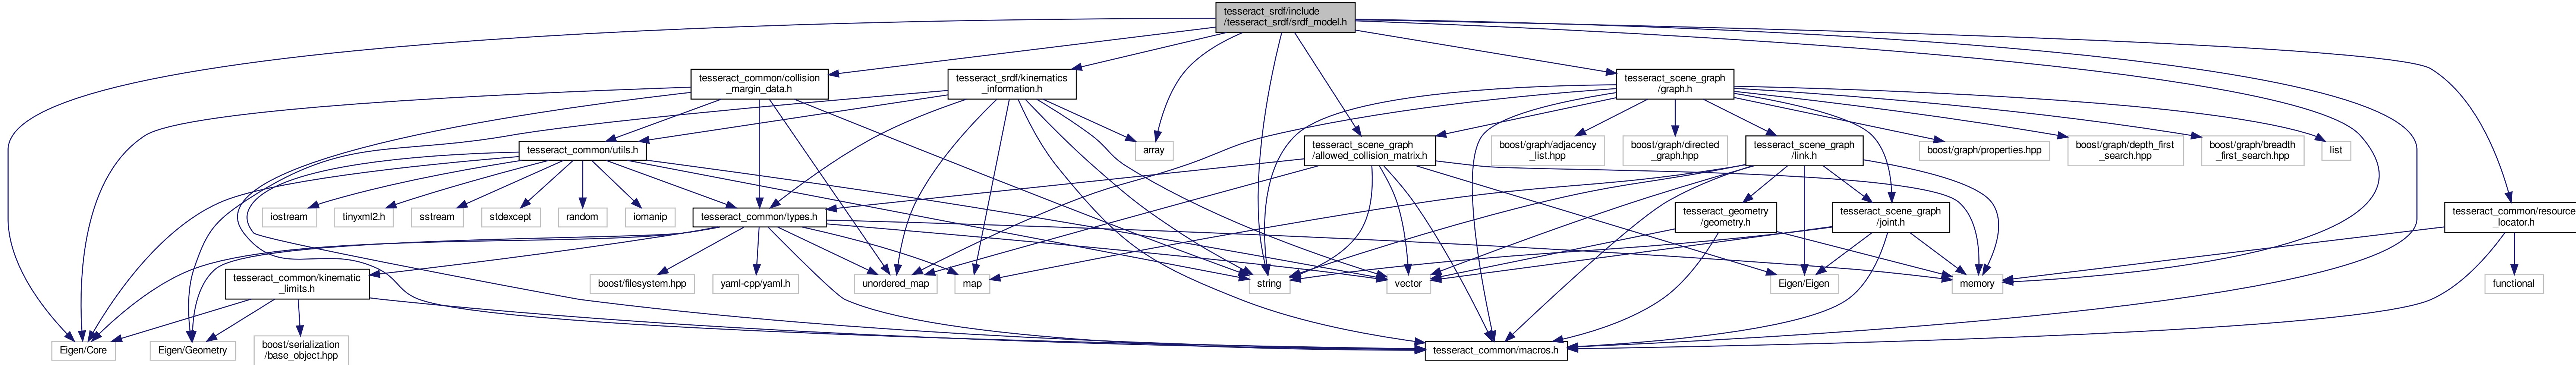 tesseract_srdf/include
/tesseract_srdf/srdf_model.h
tesseract_common/collision
_margin_data.h
tesseract_srdf/kinematics
_information.h
tesseract_scene_graph
/graph.h
tesseract_common/utils.h
array
tesseract_scene_graph
/allowed_collision_matrix.h
boost/graph/adjacency
_list.hpp
boost/graph/directed
_graph.hpp
tesseract_scene_graph
/link.h
boost/graph/properties.hpp
boost/graph/depth_first
_search.hpp
boost/graph/breadth
_first_search.hpp
list
iostream
tinyxml2.h
sstream
stdexcept
random
iomanip
tesseract_common/types.h
tesseract_geometry
/geometry.h
tesseract_scene_graph
/joint.h
tesseract_common/resource
_locator.h
tesseract_common/kinematic
_limits.h
boost/filesystem.hpp
yaml-cpp/yaml.h
unordered_map
map
string
vector
Eigen/Eigen
memory
functional
Eigen/Core
Eigen/Geometry
boost/serialization
/base_object.hpp
tesseract_common/macros.h